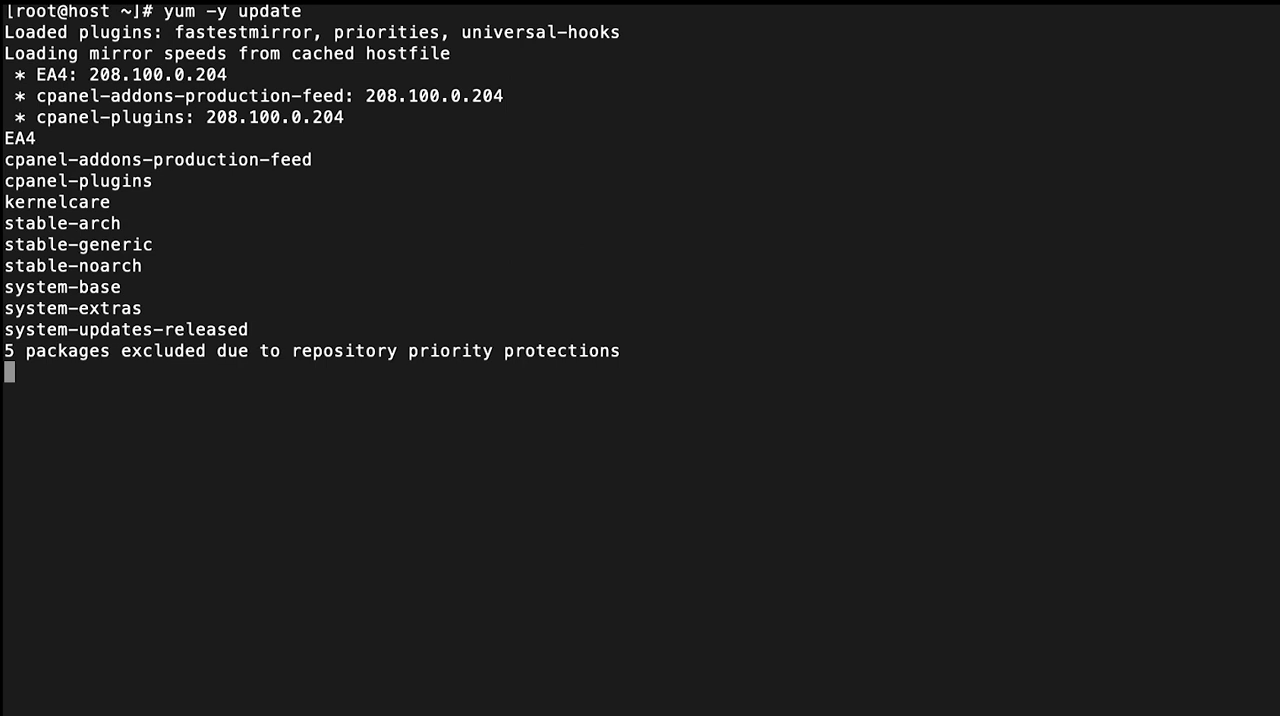 [root@host ~]# yum -y update
Loaded plugins: fastestmirror, priorities, universal-hooks
Loading mirror speeds from cached hostfile
 * EA4: 208.100.0.204
 * cpanel-addons-production-feed: 208.100.0.204
 * cpanel-plugins: 208.100.0.204
EA4
cpanel-addons-production-feed
cpanel-plugins
kernelcare
stable-arch
stable-generic
stable-noarch
system-base
system-extras
system-updates-released
5 packages excluded due to repository priority protections